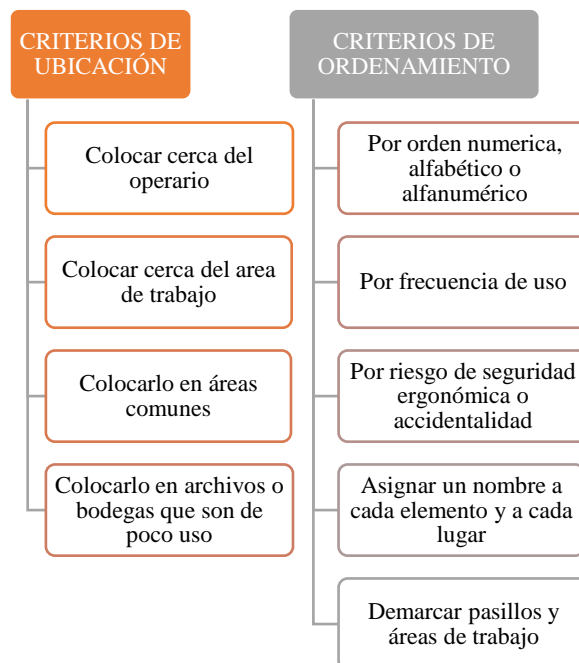 CRITERIOS DE
UBICACIÓN
Colocar cerca del
operario
Colocar cerca del area
de trabajo
Colocarlo en áreas
comunes
Colocarlo en archivos o
bodegas que son de
poco uso
CRITERIOS DE
ORDENAMIENTO
Por orden numerica,
alfabético o
alfanumérico
Por frecuencia de uso
Por riesgo de seguridad
ergonómica o
accidentalidad
Asignar un nombre a
cada elemento y a cada
lugar
Demarcar pasillos y
áreas de trabajo